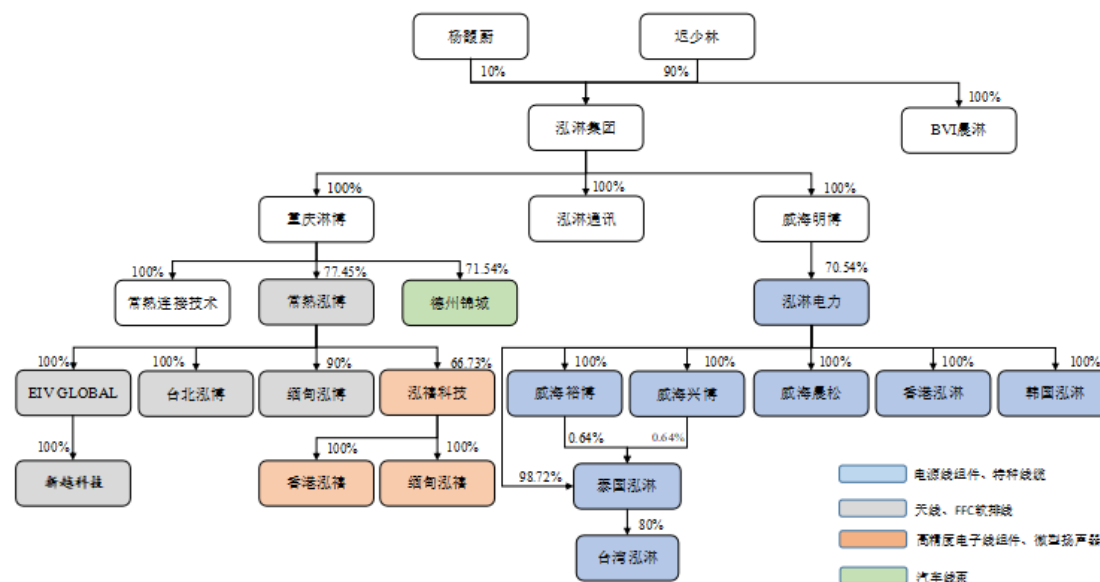 杨霞蔚
迟少林
10%
90%
100%
泓淋集团
BVI晨淋
100%
100%
100%
重庆淋博
泓淋通讯
威海明博
100%
77.45%
71.54%
70.54%
常熟连接技术
常熟泓博
德州锦城
泓淋电力
100%
100%
90%
66.73%
100%
100%
100%
100%
100%
EIV GLOBAL
台北泓博
缅甸泓博
泓禧科技
威海裕博
威海兴博
威海晨松
香港泓淋
韩国泓淋
100%
100%
100%
0.64%
0.64%
新越科技
香港泓禧
缅甸泓禧
98.72%
泰国泓淋
80%
台湾泓淋
电源线组件、特种线缆
天线、FFC软排线
高精度电子线组件、微型扬声器
汽车线束